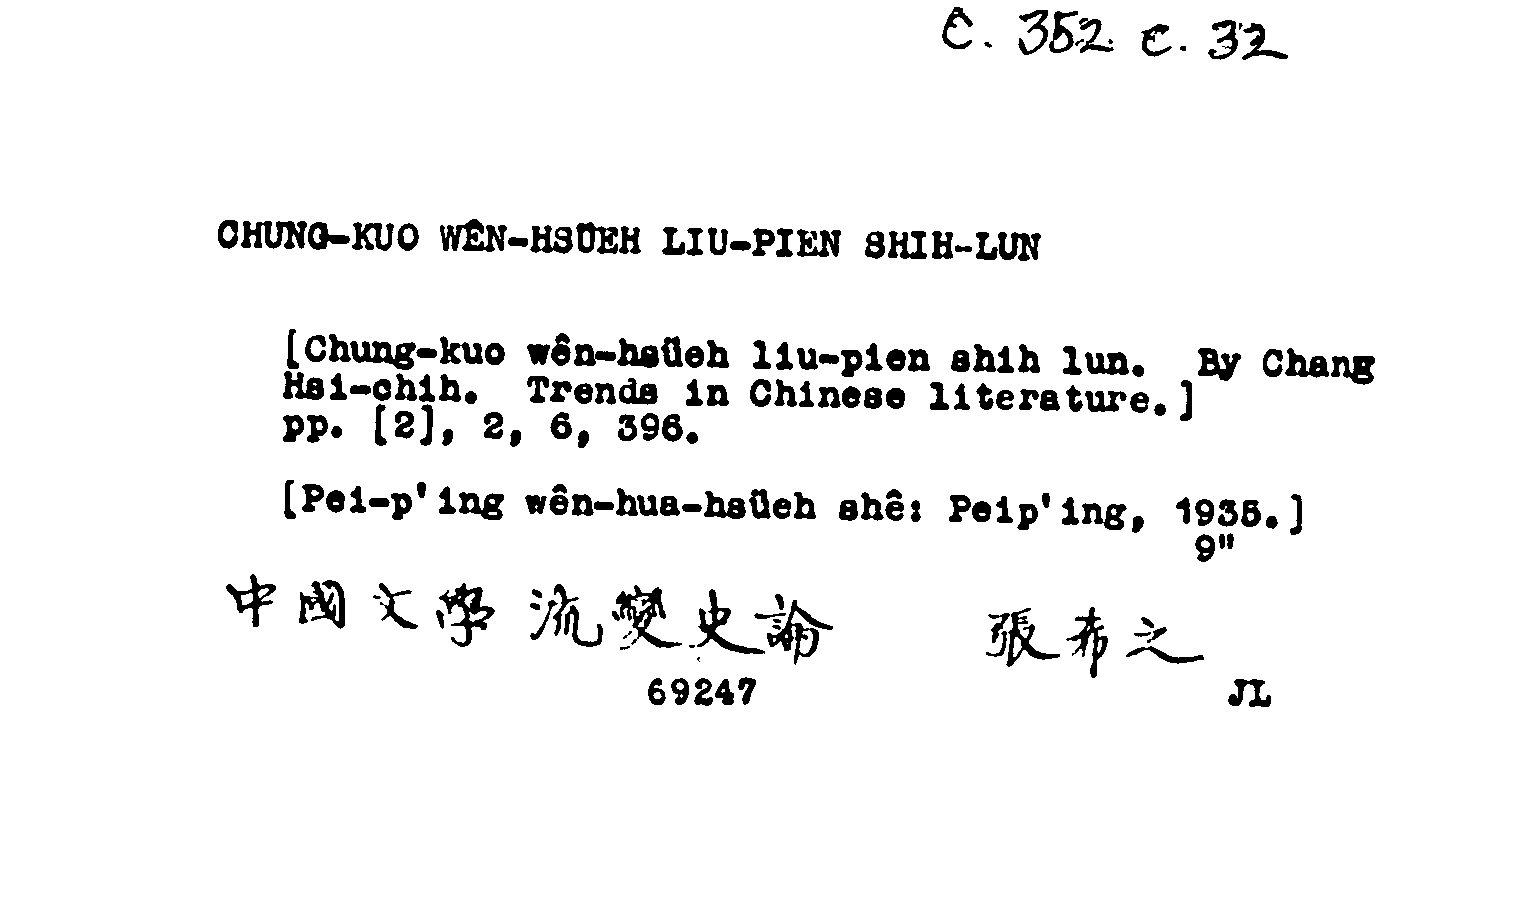 C. 352 c. 32
CHUNG-KUO WÊN-HSÜEH LIU-PIEN SHIH-LUN
[Chung-kuo wên-hsüeh liu-pien shih lun. By Chang
Hsi-chih. Trends in Chinese literature.]
pp. [2], 2, 6, 396.
[Pei-p'ing wên-hua-hsüeh shê: Peip'ing, 1935.]
9"
中國文學流變史論 張希之
69247 JL